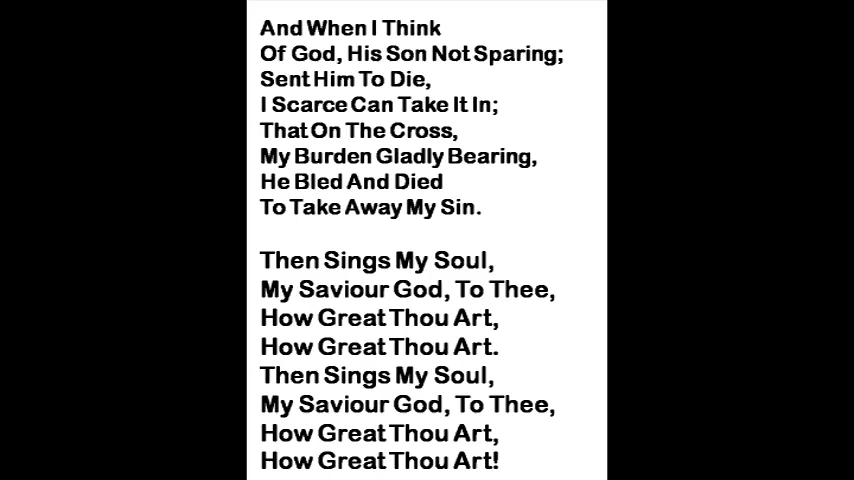 And When I Think
Of God, His Son Not Sparing;
Sent Him To Die,
I Scarce Can Take It In;
That On The Cross,
My Burden Gladly Bearing,
He Bled And Died
To Take Away My Sin.
Then Sings My Soul,
My Saviour God, To Thee,
How Great Thou Art,
How Great Thou Art.
Then Sings My Soul,
My Saviour God, To Thee,
How Great Thou Art,
How Great Thou Art!